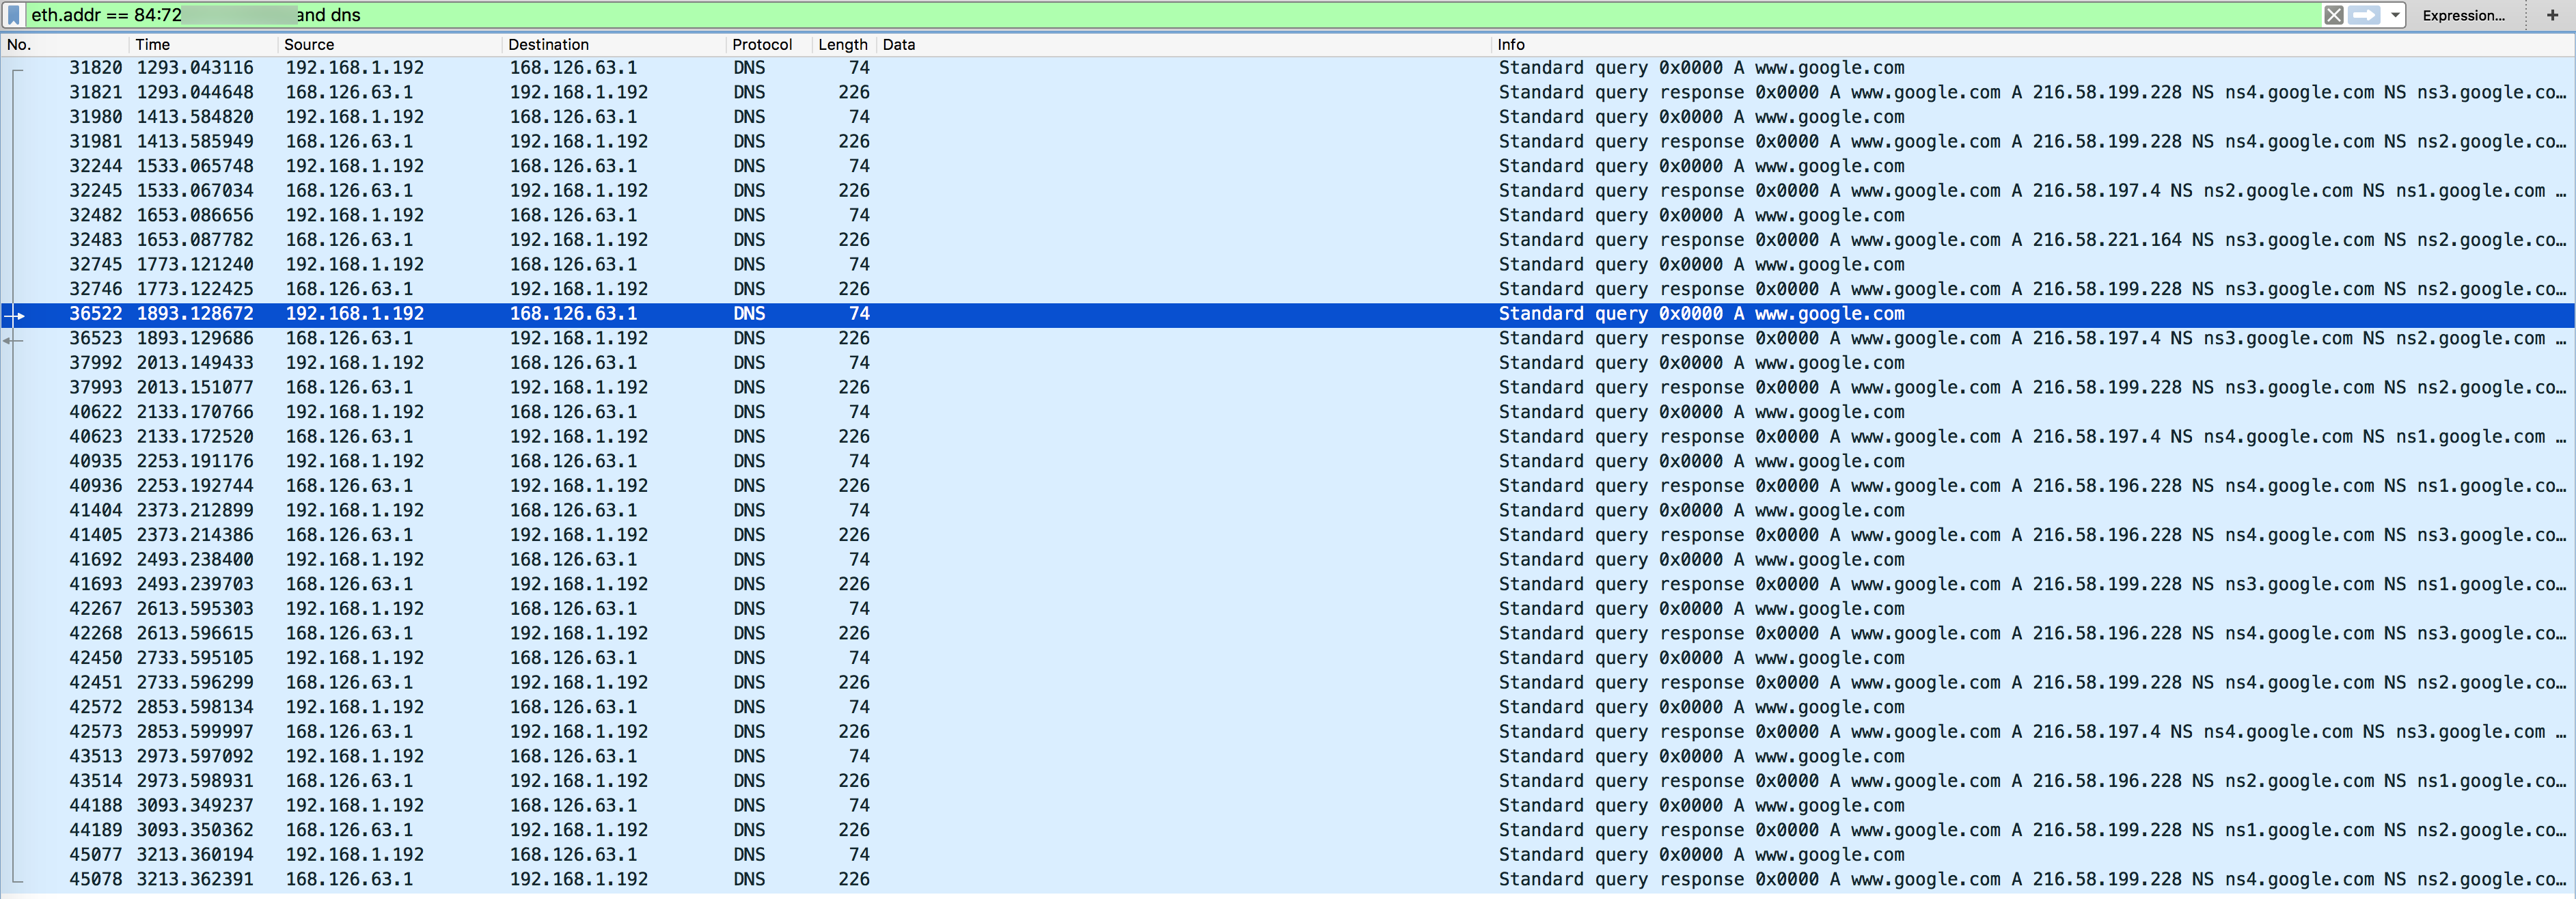 eth.addr == 84:72 and dns Expression... +
No. Time Source Destination Protocol Length Data Info
31820 1293.043116 192.168.1.192 168.126.63.1 DNS 74 Standard query 0x0000 A www.google.com
31821 1293.044648 168.126.63.1 192.168.1.192 DNS 226 Standard query response 0x0000 A www.google.com A 216.58.199.228 NS ns4.google.com NS ns3.google.co…
31980 1413.584820 192.168.1.192 168.126.63.1 DNS 74 Standard query 0x0000 A www.google.com
31981 1413.585949 168.126.63.1 192.168.1.192 DNS 226 Standard query response 0x0000 A www.google.com A 216.58.199.228 NS ns4.google.com NS ns2.google.co…
32244 1533.065748 192.168.1.192 168.126.63.1 DNS 74 Standard query 0x0000 A www.google.com
32245 1533.067034 168.126.63.1 192.168.1.192 DNS 226 Standard query response 0x0000 A www.google.com A 216.58.197.4 NS ns2.google.com NS ns1.google.com …
32482 1653.086656 192.168.1.192 168.126.63.1 DNS 74 Standard query 0x0000 A www.google.com
32483 1653.087782 168.126.63.1 192.168.1.192 DNS 226 Standard query response 0x0000 A www.google.com A 216.58.221.164 NS ns3.google.com NS ns2.google.co…
32745 1773.121240 192.168.1.192 168.126.63.1 DNS 74 Standard query 0x0000 A www.google.com
32746 1773.122425 168.126.63.1 192.168.1.192 DNS 226 Standard query response 0x0000 A www.google.com A 216.58.199.228 NS ns3.google.com NS ns2.google.co…
36522 1893.128672 192.168.1.192 168.126.63.1 DNS 74 Standard query 0x0000 A www.google.com
36523 1893.129686 168.126.63.1 192.168.1.192 DNS 226 Standard query response 0x0000 A www.google.com A 216.58.197.4 NS ns3.google.com NS ns2.google.com …
37992 2013.149433 192.168.1.192 168.126.63.1 DNS 74 Standard query 0x0000 A www.google.com
37993 2013.151077 168.126.63.1 192.168.1.192 DNS 226 Standard query response 0x0000 A www.google.com A 216.58.199.228 NS ns3.google.com NS ns2.google.co…
40622 2133.170766 192.168.1.192 168.126.63.1 DNS 74 Standard query 0x0000 A www.google.com
40623 2133.172520 168.126.63.1 192.168.1.192 DNS 226 Standard query response 0x0000 A www.google.com A 216.58.197.4 NS ns4.google.com NS ns1.google.com …
40935 2253.191176 192.168.1.192 168.126.63.1 DNS 74 Standard query 0x0000 A www.google.com
40936 2253.192744 168.126.63.1 192.168.1.192 DNS 226 Standard query response 0x0000 A www.google.com A 216.58.196.228 NS ns4.google.com NS ns1.google.co…
41404 2373.212899 192.168.1.192 168.126.63.1 DNS 74 Standard query 0x0000 A www.google.com
41405 2373.214386 168.126.63.1 192.168.1.192 DNS 226 Standard query response 0x0000 A www.google.com A 216.58.196.228 NS ns4.google.com NS ns3.google.co…
41692 2493.238400 192.168.1.192 168.126.63.1 DNS 74 Standard query 0x0000 A www.google.com
41693 2493.239703 168.126.63.1 192.168.1.192 DNS 226 Standard query response 0x0000 A www.google.com A 216.58.199.228 NS ns3.google.com NS ns1.google.co…
42267 2613.595303 192.168.1.192 168.126.63.1 DNS 74 Standard query 0x0000 A www.google.com
42268 2613.596615 168.126.63.1 192.168.1.192 DNS 226 Standard query response 0x0000 A www.google.com A 216.58.196.228 NS ns4.google.com NS ns3.google.co…
42450 2733.595105 192.168.1.192 168.126.63.1 DNS 74 Standard query 0x0000 A www.google.com
42451 2733.596299 168.126.63.1 192.168.1.192 DNS 226 Standard query response 0x0000 A www.google.com A 216.58.199.228 NS ns4.google.com NS ns2.google.co…
42572 2853.598134 192.168.1.192 168.126.63.1 DNS 74 Standard query 0x0000 A www.google.com
42573 2853.599997 168.126.63.1 192.168.1.192 DNS 226 Standard query response 0x0000 A www.google.com A 216.58.197.4 NS ns4.google.com NS ns3.google.com …
43513 2973.597092 192.168.1.192 168.126.63.1 DNS 74 Standard query 0x0000 A www.google.com
43514 2973.598931 168.126.63.1 192.168.1.192 DNS 226 Standard query response 0x0000 A www.google.com A 216.58.196.228 NS ns2.google.com NS ns1.google.co…
44188 3093.349237 192.168.1.192 168.126.63.1 DNS 74 Standard query 0x0000 A www.google.com
44189 3093.350362 168.126.63.1 192.168.1.192 DNS 226 Standard query response 0x0000 A www.google.com A 216.58.199.228 NS ns1.google.com NS ns2.google.co…
45077 3213.360194 192.168.1.192 168.126.63.1 DNS 74 Standard query 0x0000 A www.google.com
45078 3213.362391 168.126.63.1 192.168.1.192 DNS 226 Standard query response 0x0000 A www.google.com A 216.58.199.228 NS ns4.google.com NS ns2.google.co…